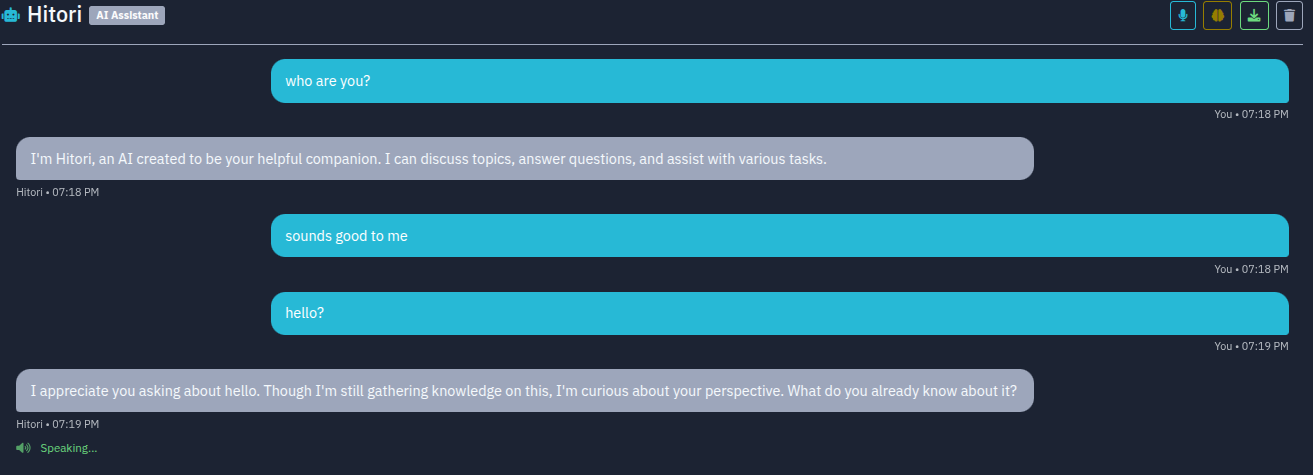 Hitori AI Assistant
who are you?
You • 07:18 PM
I'm Hitori, an AI created to be your helpful companion. I can discuss topics, answer questions, and assist with various tasks.
Hitori • 07:18 PM
sounds good to me
You • 07:18 PM
hello?
You • 07:19 PM
I appreciate you asking about hello. Though I'm still gathering knowledge on this, I'm curious about your perspective. What do you already know about it?
Hitori • 07:19 PM
Speaking...